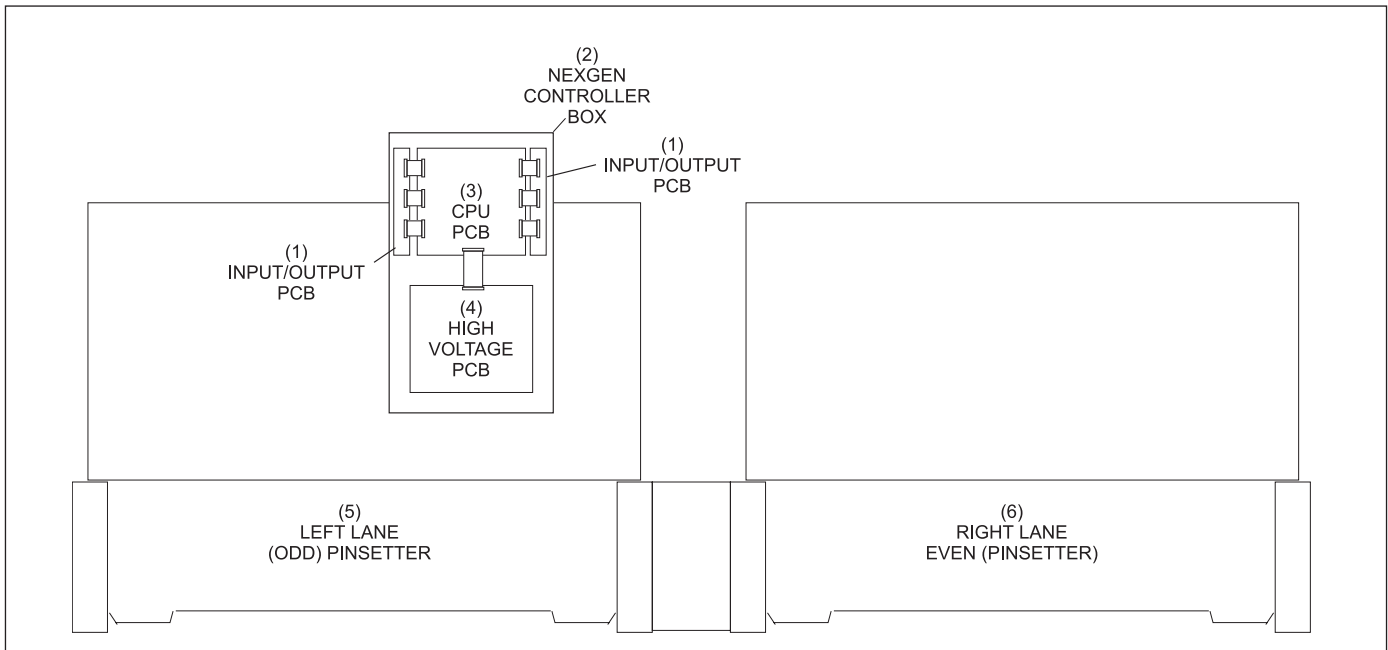 (2)
NEXGEN
CONTROLLER
BOX
(1)
INPUT/OUTPUT
PCB
(3)
CPU
PCB
(1)
INPUT/OUTPUT
PCB
(4)
HIGH
VOLTAGE
PCB
(5)
LEFT LANE
(ODD) PINSETTER
(6)
RIGHT LANE
EVEN (PINSETTER)